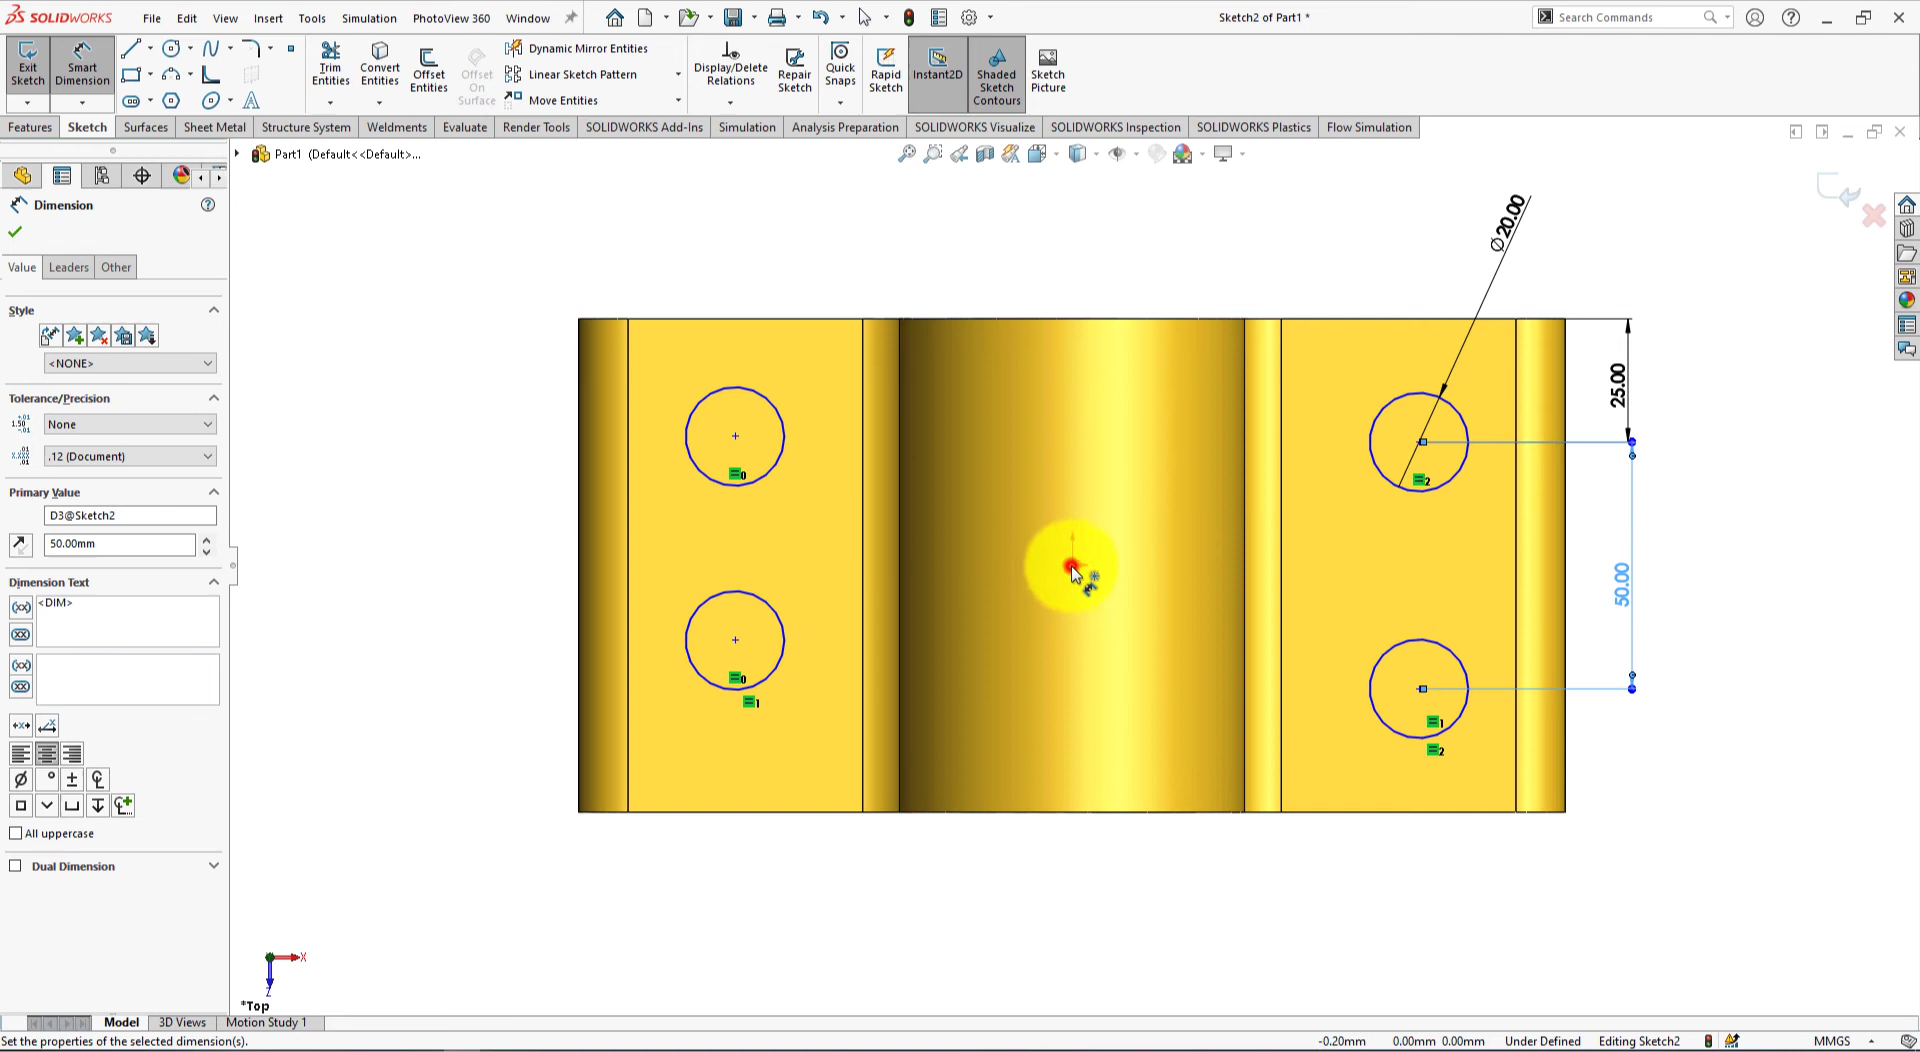 SOLIDWORKS File Edit View Insert Tools Simulation PhotoView 360 Window Sketch2 of Part1 * Search Commands
Exit Sketch
Smart Dimension
Trim Entities
Convert Entities
Offset Entities
Offset On Surface
Dynamic Mirror Entities
Linear Sketch Pattern
Move Entities
Display/Delete Relations
Repair Sketch
Quick Snaps
Rapid Sketch
Instant2D
Shaded Sketch Contours
Sketch Picture
Features Sketch Surfaces Sheet Metal Structure System Weldments Evaluate Render Tools SOLIDWORKS Add-Ins Simulation Analysis Preparation SOLIDWORKS Visualize SOLIDWORKS Inspection SOLIDWORKS Plastics Flow Simulation
Part1 (Default<<Default>...
Dimension
Value Leaders Other
Style
<NONE>
Tolerance/Precision
None
.12 (Document)
Primary Value
D3@Sketch2
50.00mm
Dimension Text
<DIM>
All uppercase
Dual Dimension
∅20.00
25.00
50.00
0
0
1
2
1
2
X
Z
*Top
Model 3D Views Motion Study 1
Set the properties of the selected dimension(s). -0.20mm 0.00mm 0.00mm Under Defined Editing Sketch2 MMGS